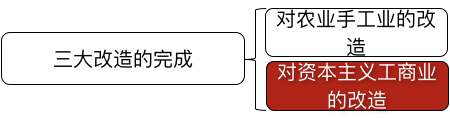 三大改造的完成
对农业手工业的改
造
对资本主义工商业
的改造